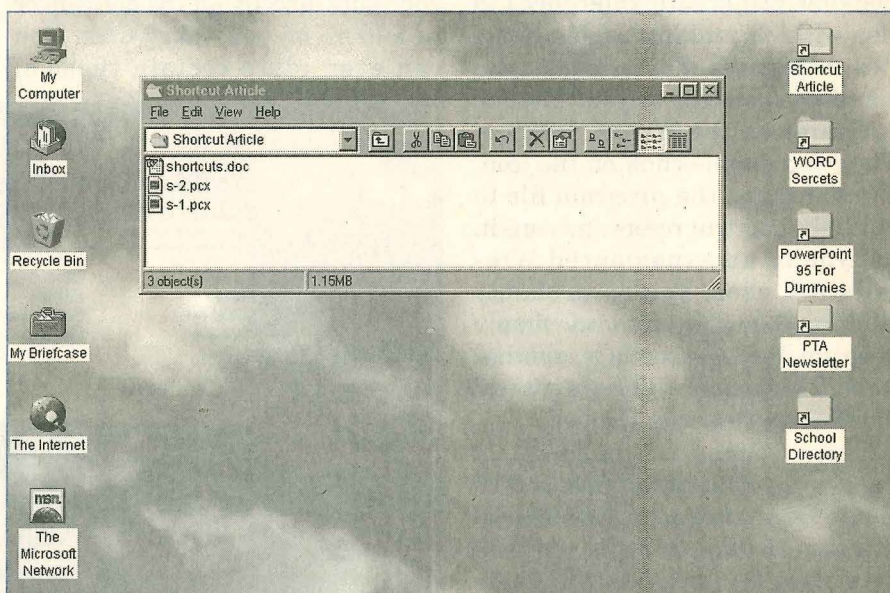 My
Computer
Inbox
Recycle Bin
My Briefcase
The Internet
msn.
The
Microsoft
Network
Shortcut Article
File Edit View Help
Shortcut Article
shortcuts.doc
s-2.pcx
s-1.pcx
3 object(s) 1.15MB
Shortcut
Article
WORD
Sercets
PowerPoint
95 For
Dummies
PTA
Newsletter
School
Directory